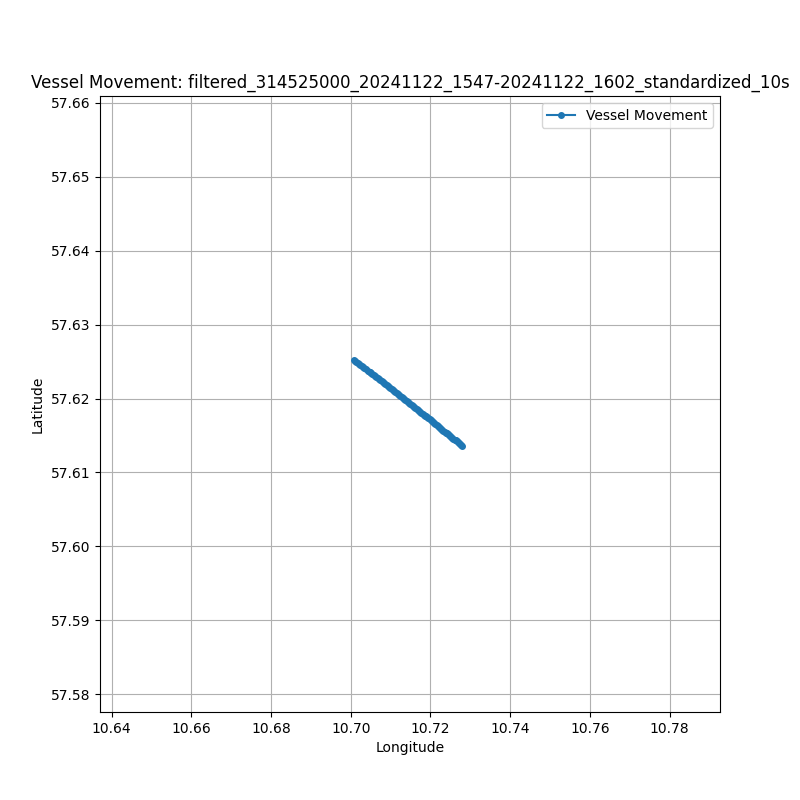 Vessel Movement: filtered_314525000_20241122_1547-20241122_1602_standardized_10s
Vessel Movement
57.66
57.65
57.64
57.63
57.62
57.61
57.60
57.59
57.58
Latitude
10.64 10.66 10.68 10.70 10.72 10.74 10.76 10.78
Longitude